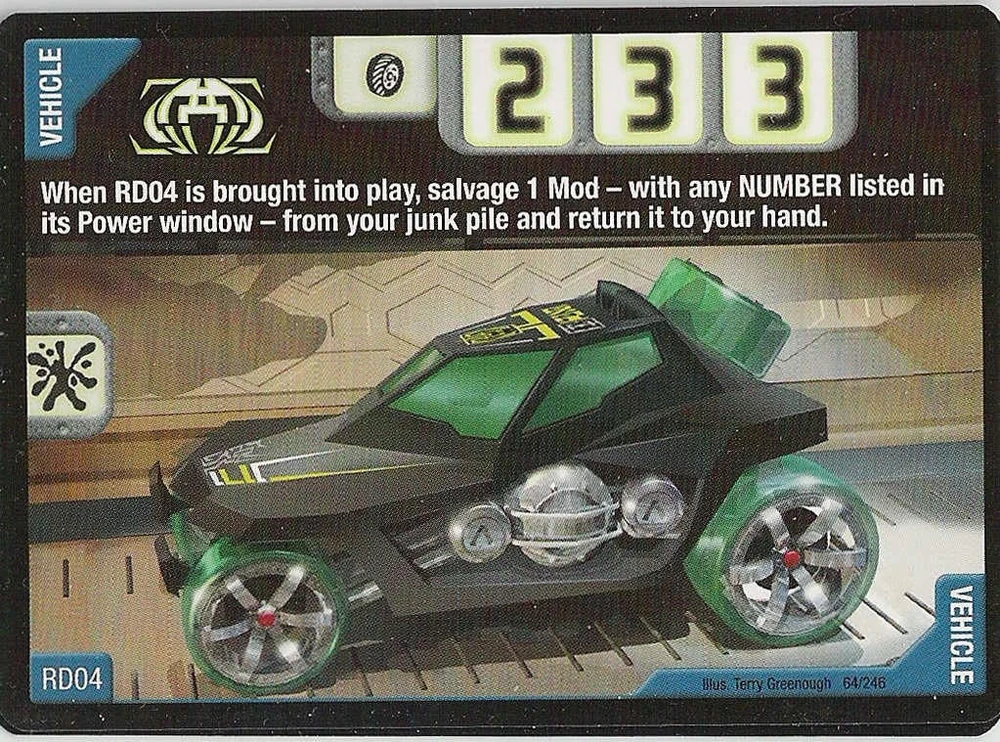 VEHICLE
2 3 3
When RD04 is brought into play, salvage 1 Mod – with any NUMBER listed in
its Power window – from your junk pile and return it to your hand.
RD04
Illus. Terry Greenough 64/246
VEHICLE